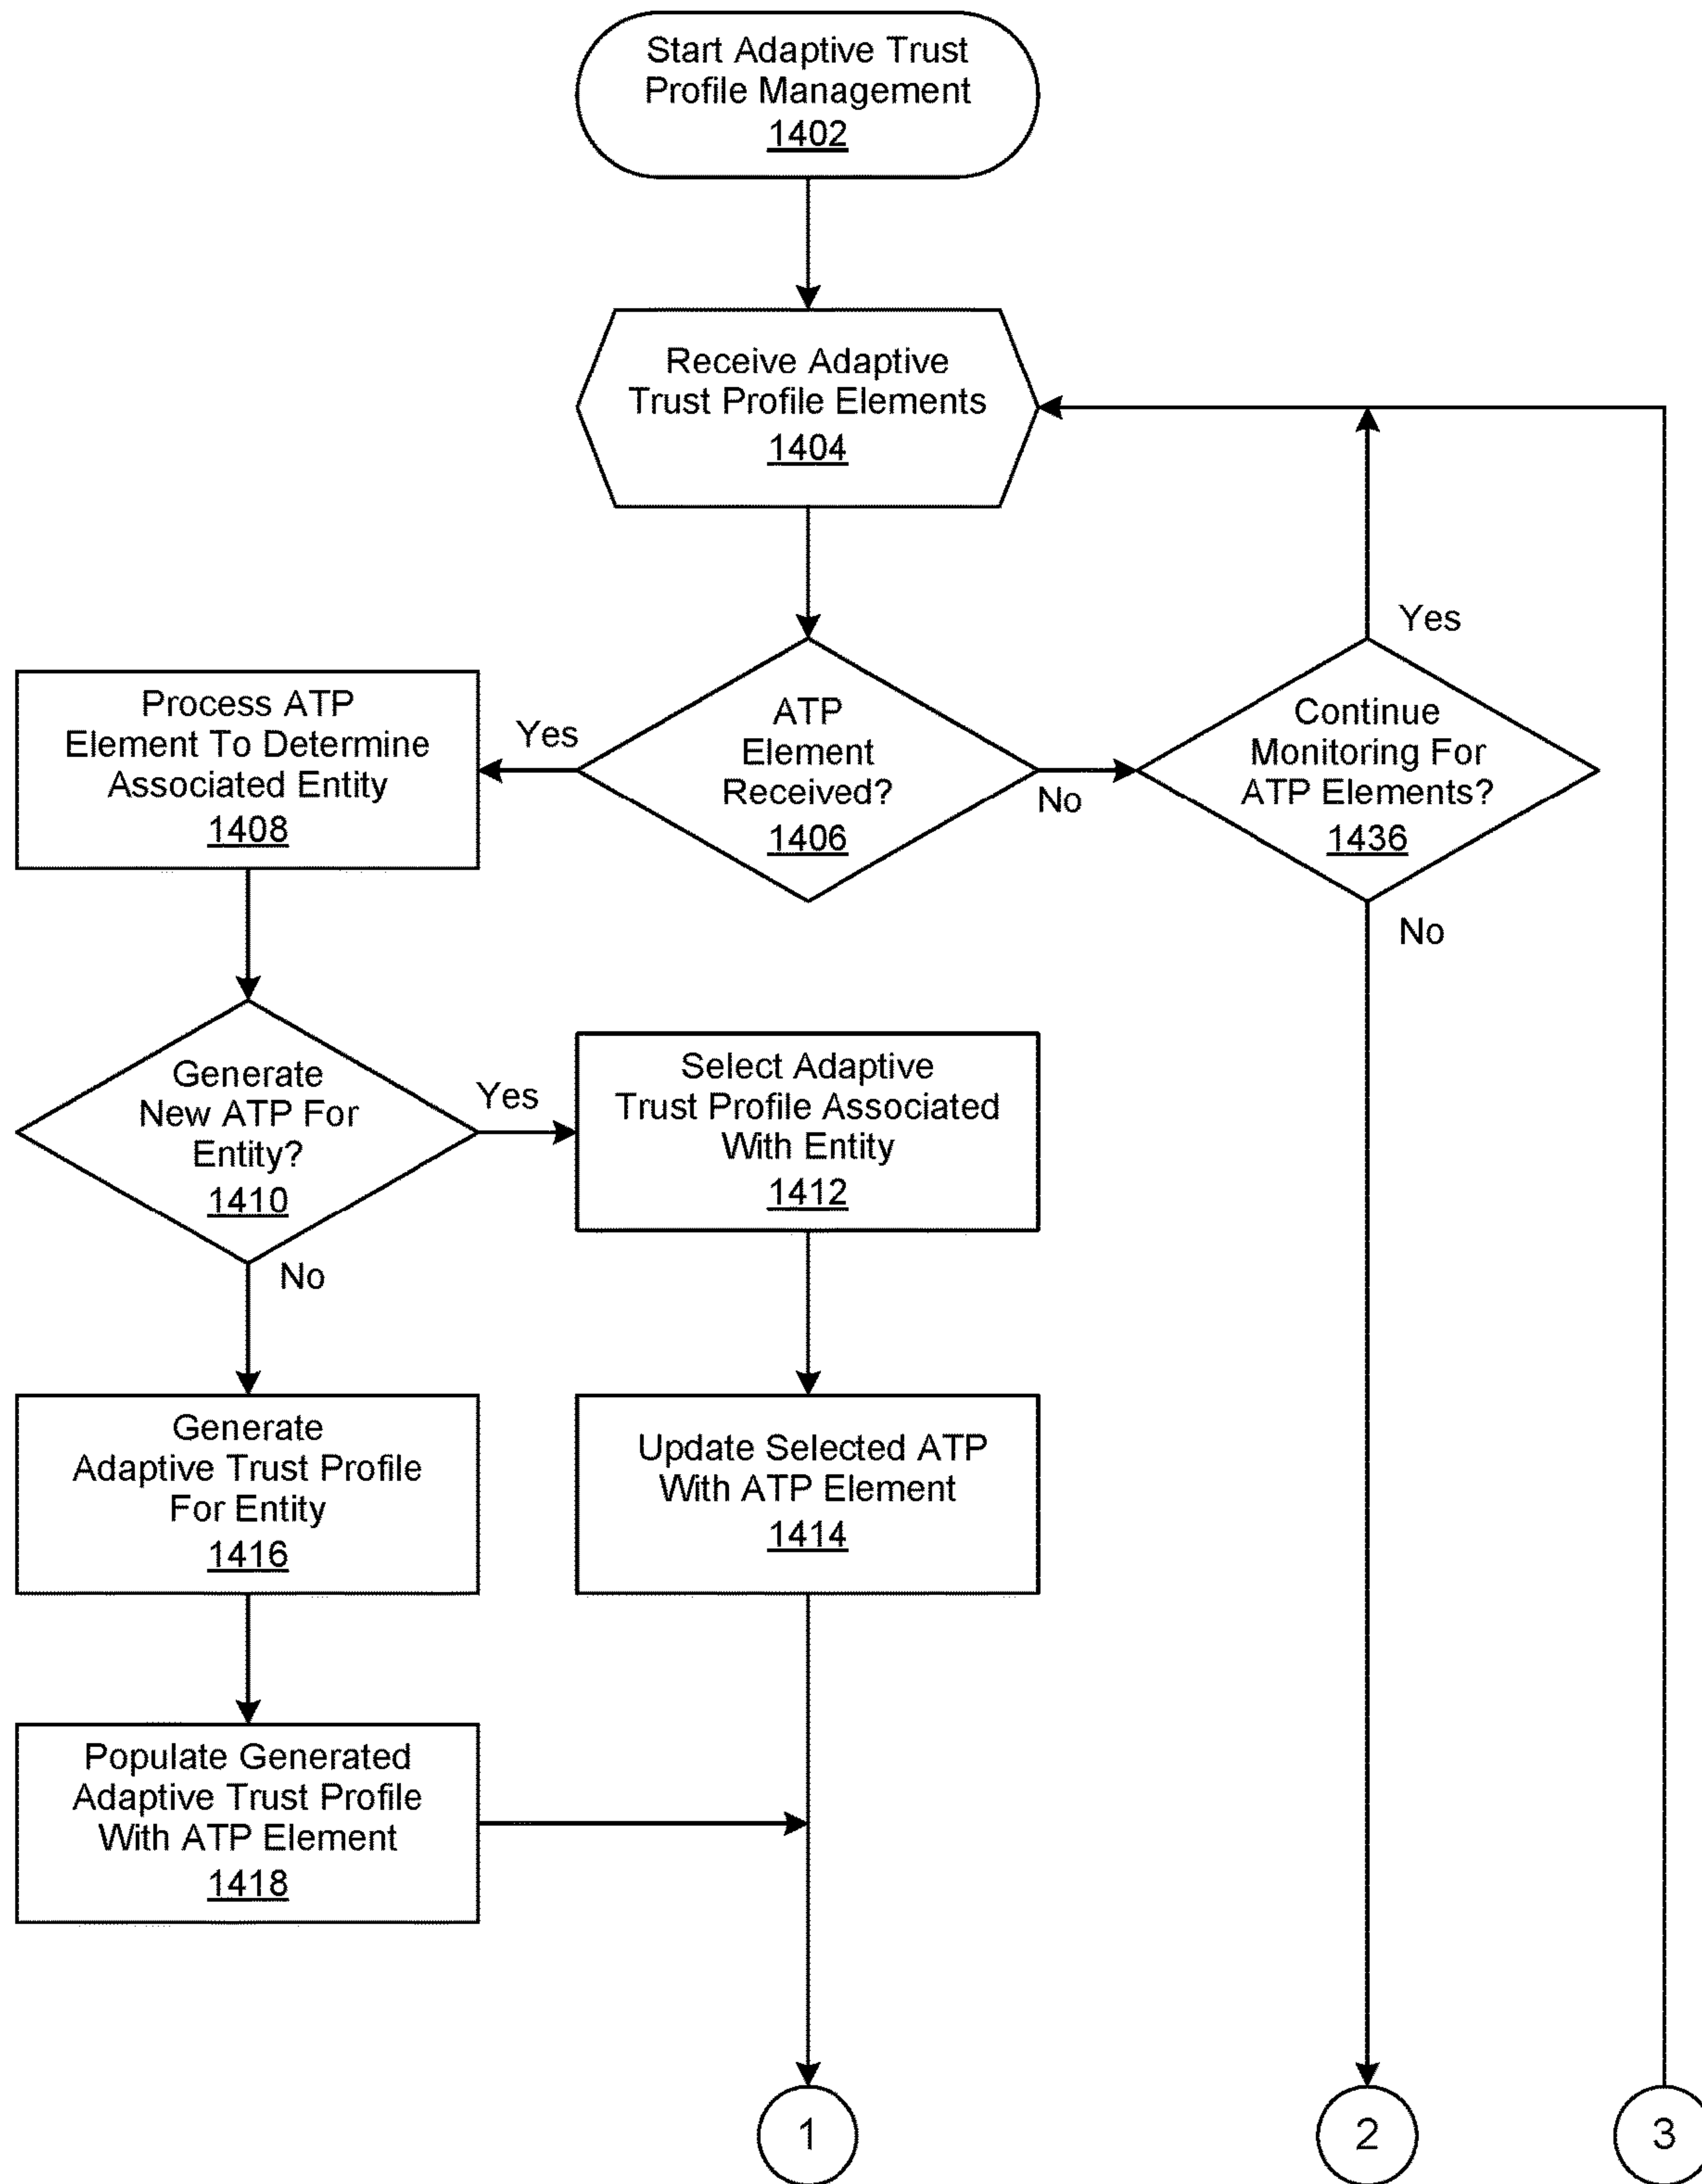 Start Adaptive Trust
Profile Management
1402
Receive Adaptive
Trust Profile Elements
1404
Yes
Process ATP
Element To Determine
Associated Entity
1408
Yes
ATP
Element
Received?
1406
No
Continue
Monitoring For
ATP Elements?
1436
No
Generate
New ATP For
Entity?
1410
Yes
No
Select Adaptive
Trust Profile Associated
With Entity
1412
Generate
Adaptive Trust Profile
For Entity
1416
Update Selected ATP
With ATP Element
1414
Populate Generated
Adaptive Trust Profile
With ATP Element
1418
1
2
3